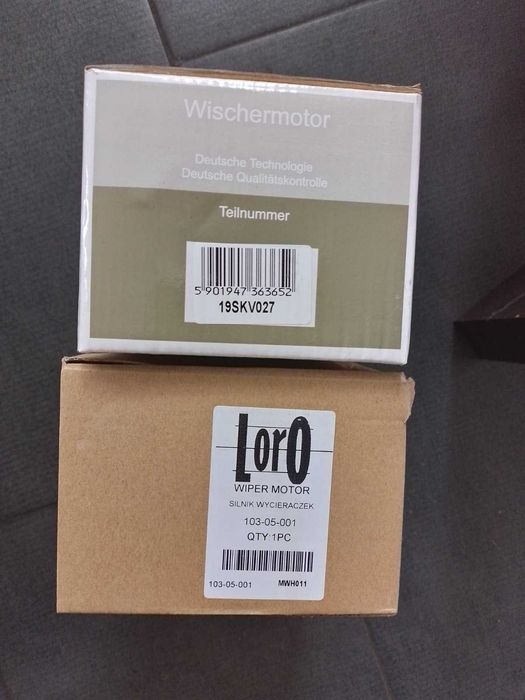 Wischermotor
Deutsche Technologie
Deutsche Qualitätskontrolle
Teilnummer
5 901947 363652
19SKV027
LorO
WIPER MOTOR
SILNIK WYCIERACZEK
103-05-001
QTY:1PC
103-05-001 MWH011